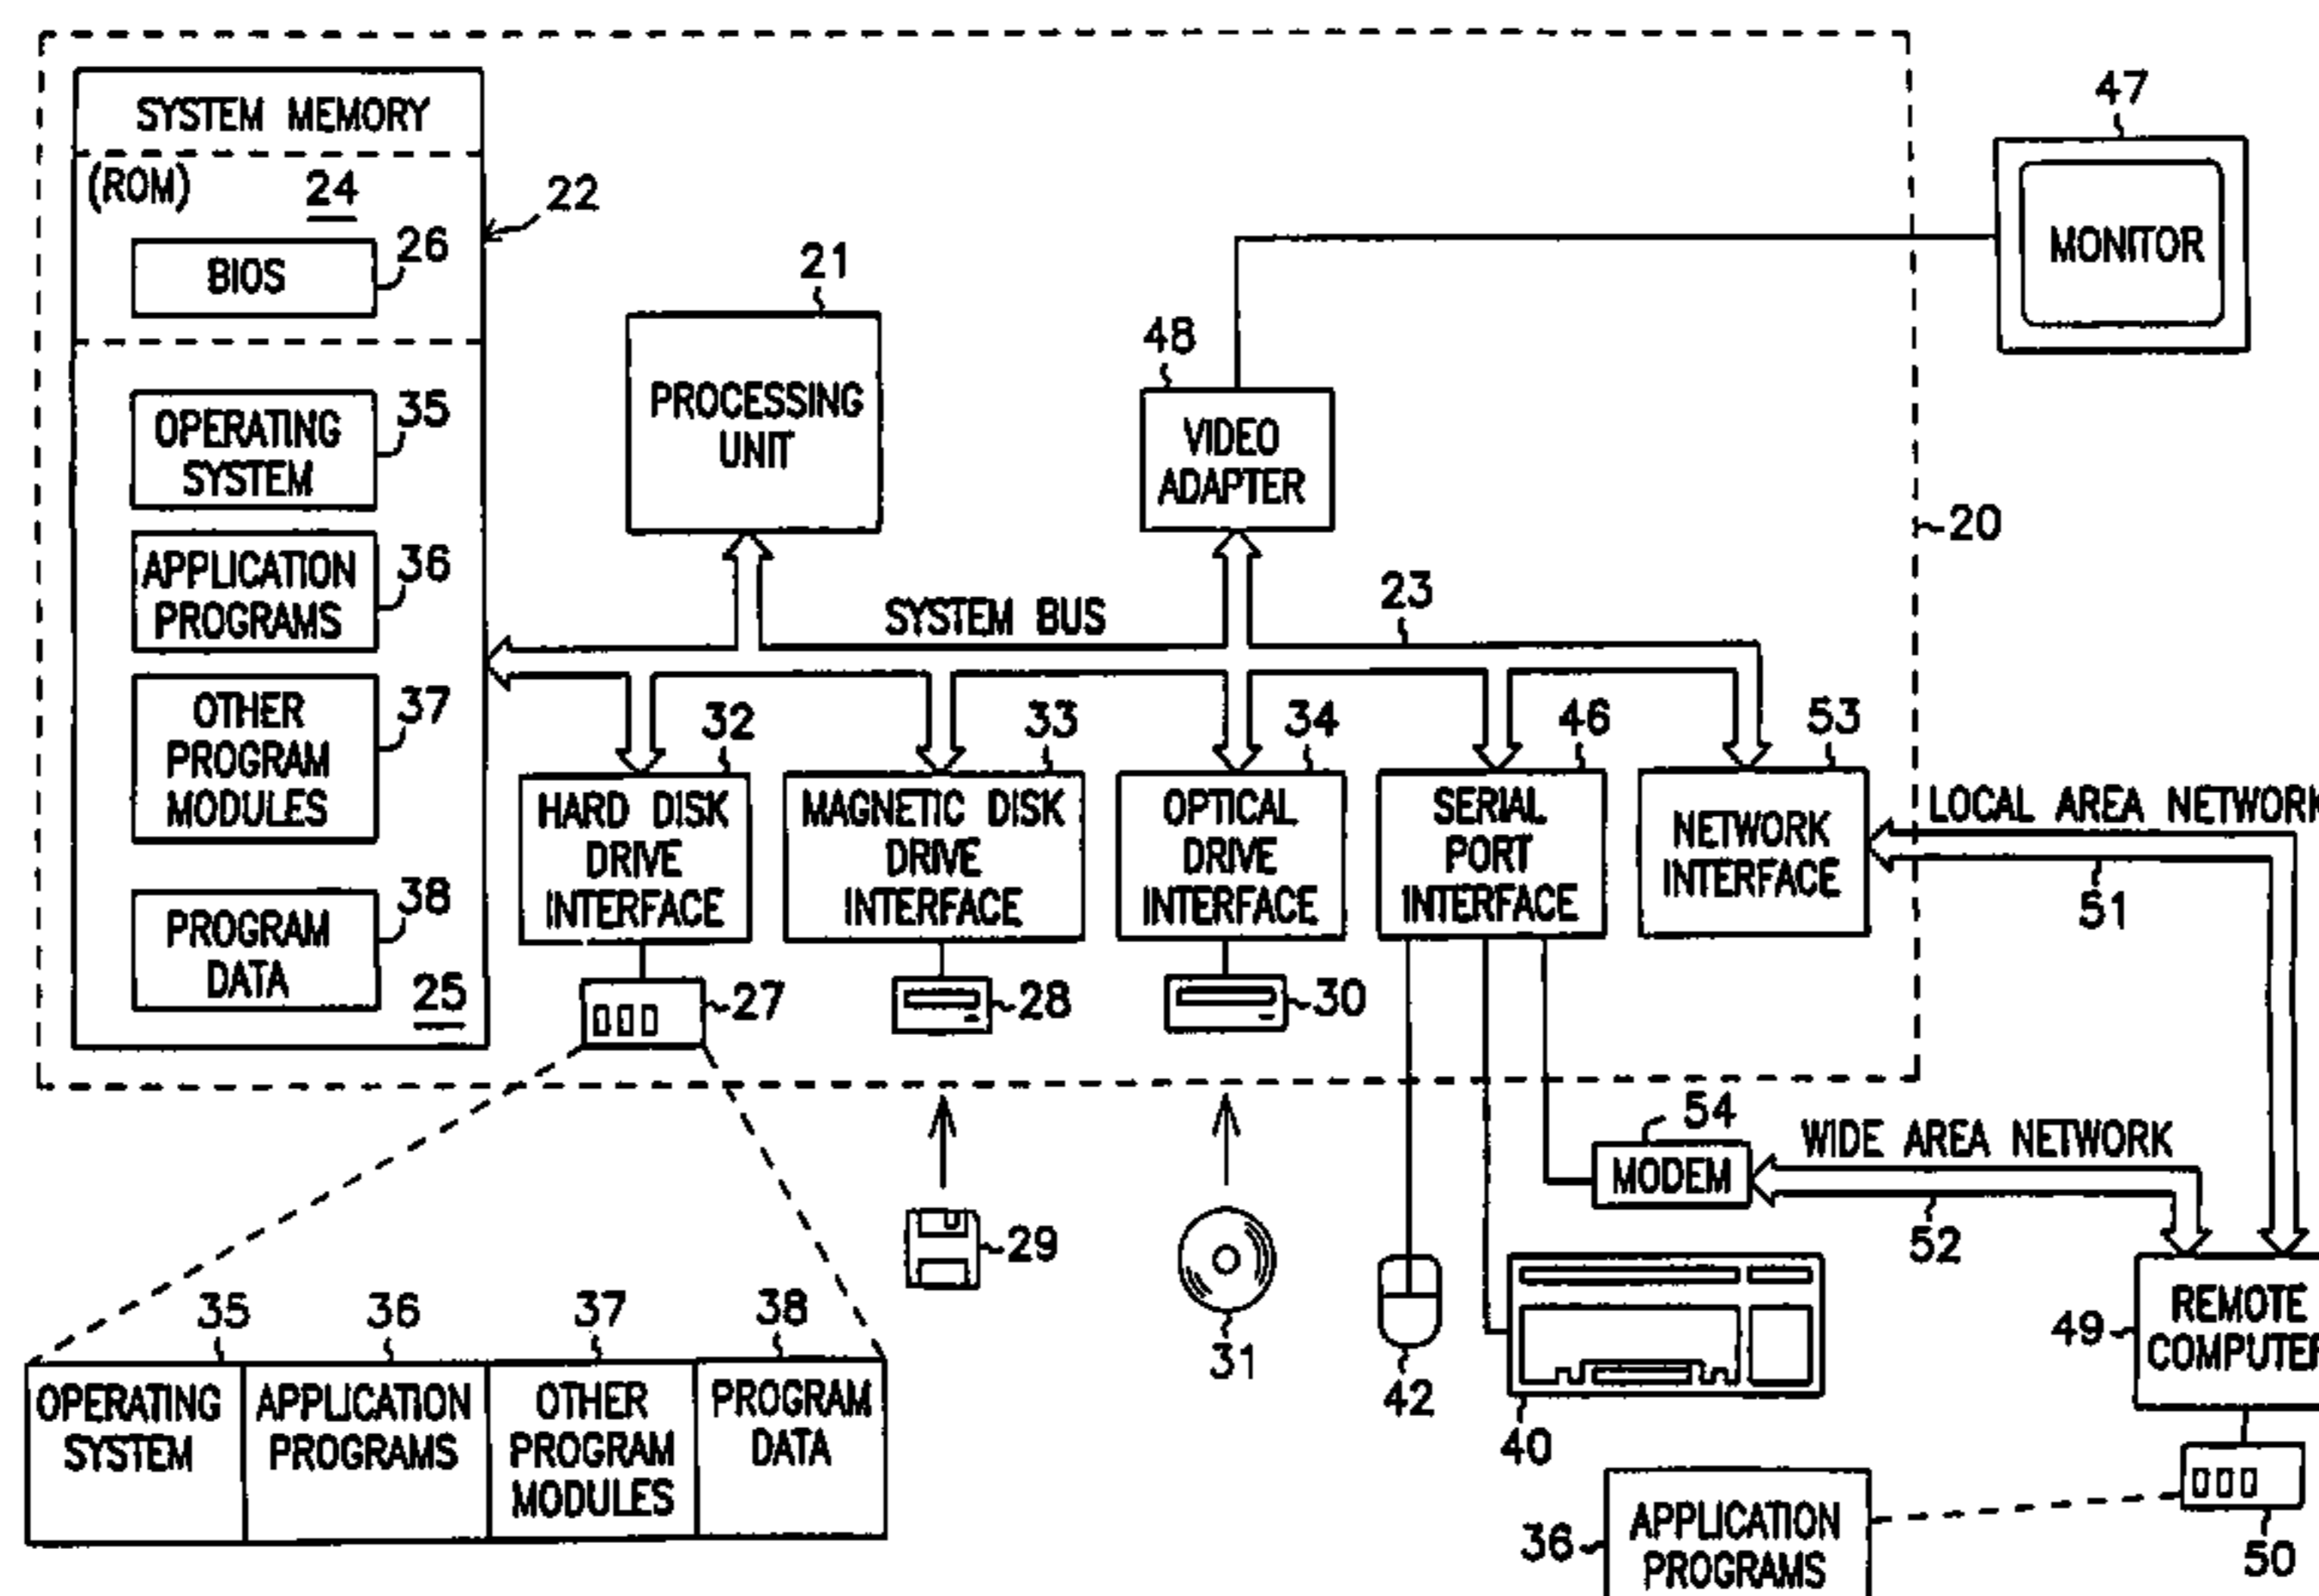 SYSTEM MEMORY
(ROM) 24
22
BIOS
26
OPERATING
SYSTEM
35
APPLICATION
PROGRAMS
36
OTHER
PROGRAM
MODULES
37
PROGRAM
DATA
38
25
21
PROCESSING
UNIT
48
VIDEO
ADAPTER
47
MONITOR
20
SYSTEM BUS
23
32
HARD DISK
DRIVE
INTERFACE
33
MAGNETIC DISK
DRIVE
INTERFACE
34
OPTICAL
DRIVE
INTERFACE
46
SERIAL
PORT
INTERFACE
53
NETWORK
INTERFACE
LOCAL AREA NETWORK
51
27
28
30
54
MODEM
WIDE AREA NETWORK
52
29
31
42
40
49
REMOTE
COMPUTER
50
35
OPERATING
SYSTEM
36
APPLICATION
PROGRAMS
37
OTHER
PROGRAM
MODULES
38
PROGRAM
DATA
36
APPLICATION
PROGRAMS